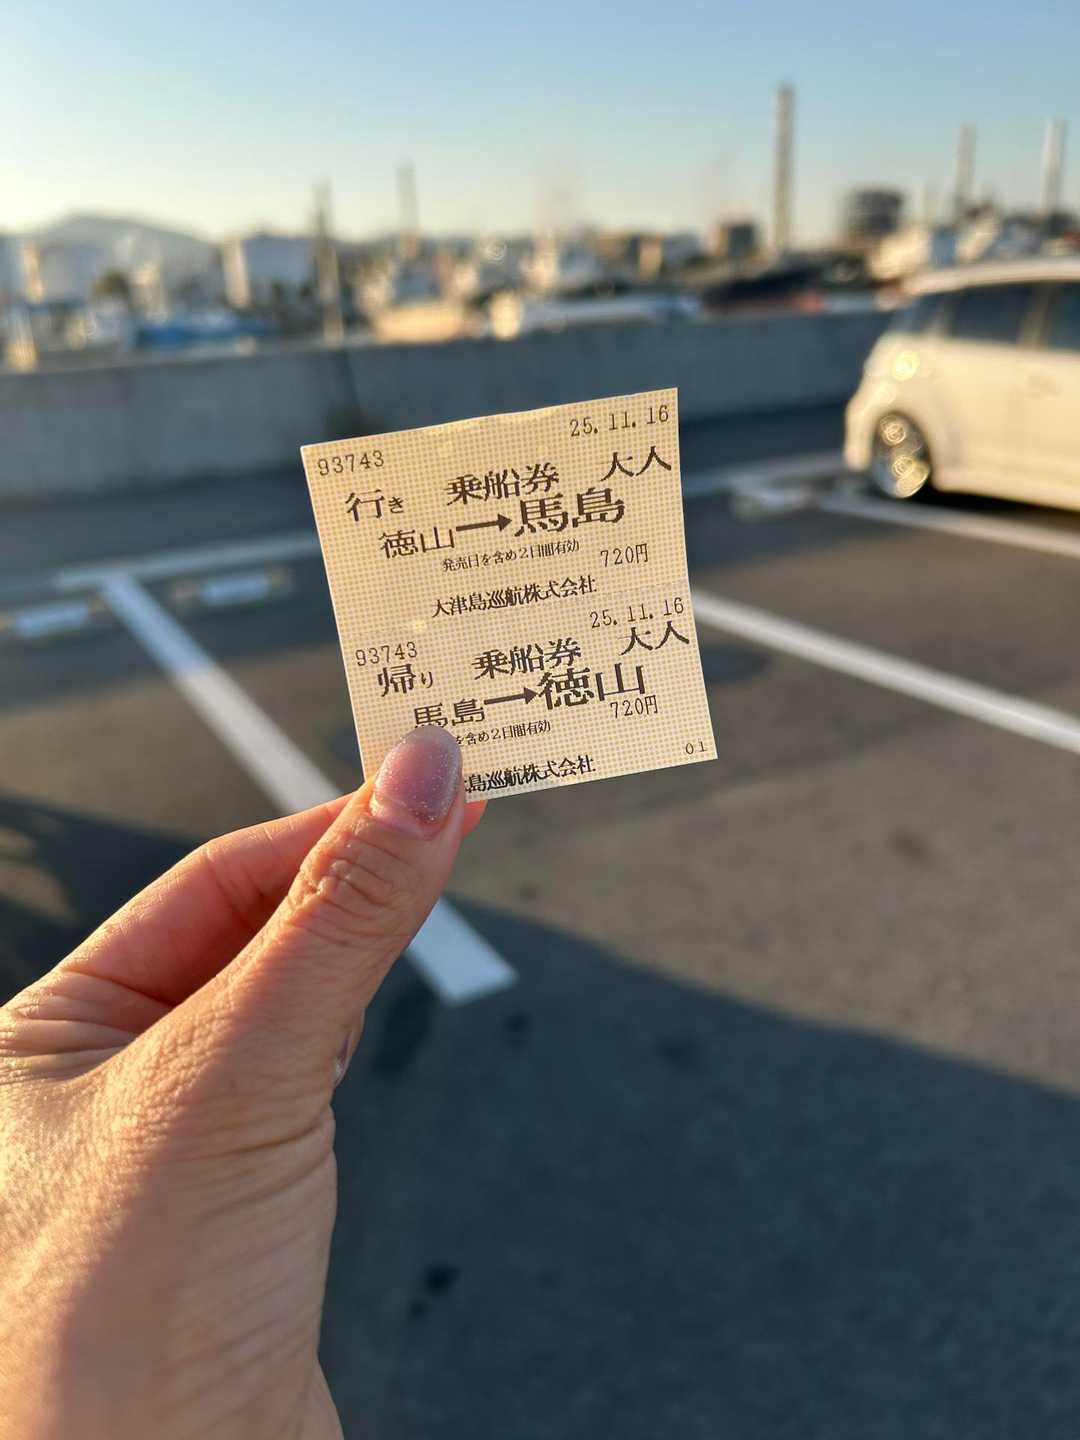 93743 25.11.16
行き 乗船券 大人
徳山→馬島
発売日を含め2日間有効 720円
大津島巡航株式会社
25.11.16
93743 乗船券 大人
帰り
馬島→徳山
を含め2日間有効 720円
島巡航株式会社
01